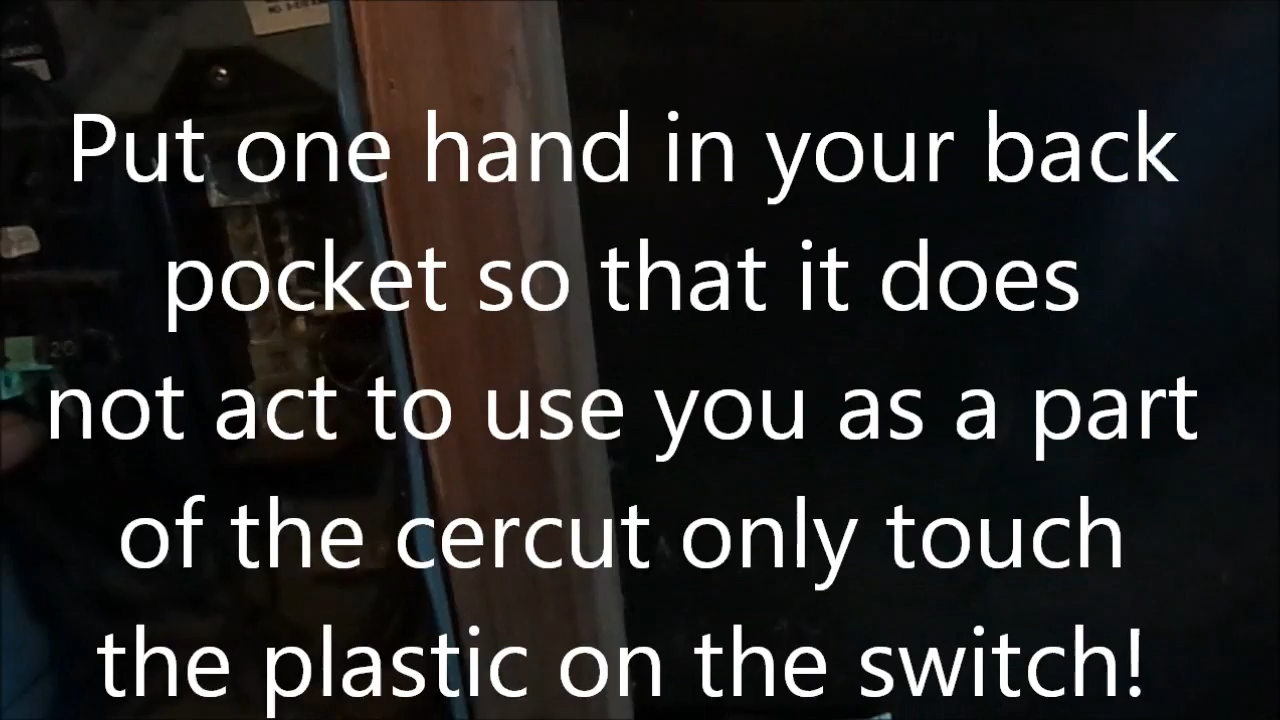 Put one hand in your back
pocket so that it does
not act to use you as a part
of the cercut only touch
the plastic on the switch!
20